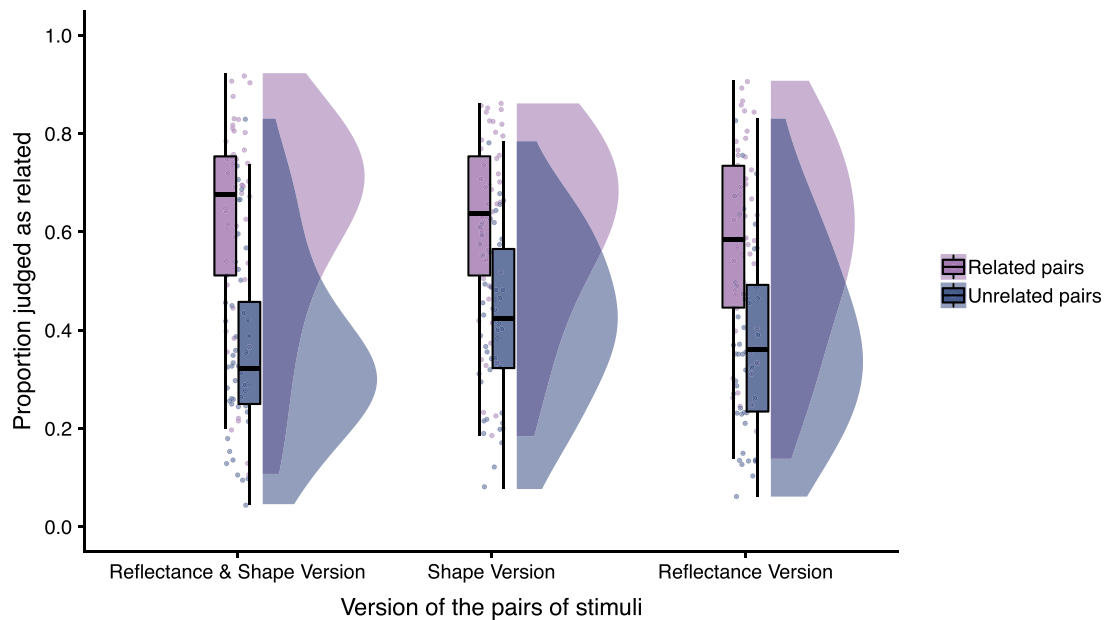 1.0
0.8
0.6
0.4
0.2
0.0
Proportion judged as related
Reflectance & Shape Version
Shape Version
Reflectance Version
Version of the pairs of stimuli
Related pairs
Unrelated pairs